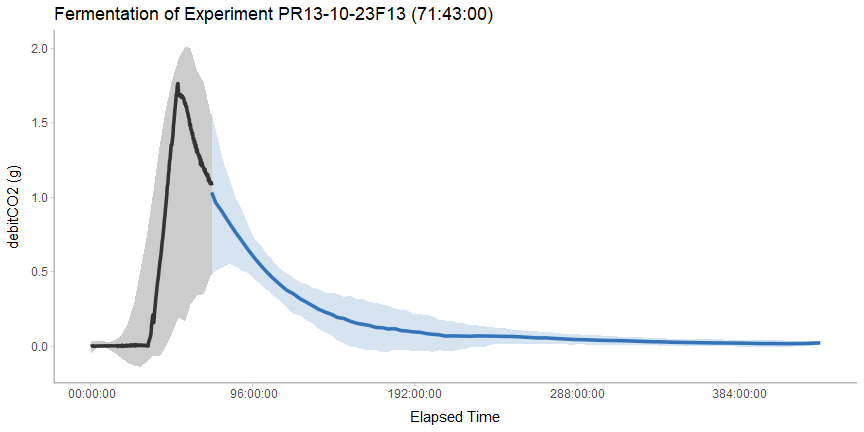 Fermentation of Experiment PR13-10-23F13 (71:43:00)
2.0
1.5
1.0
0.5
0.0
debitCO2 (g)
00:00:00 96:00:00 192:00:00 288:00:00 384:00:00
Elapsed Time